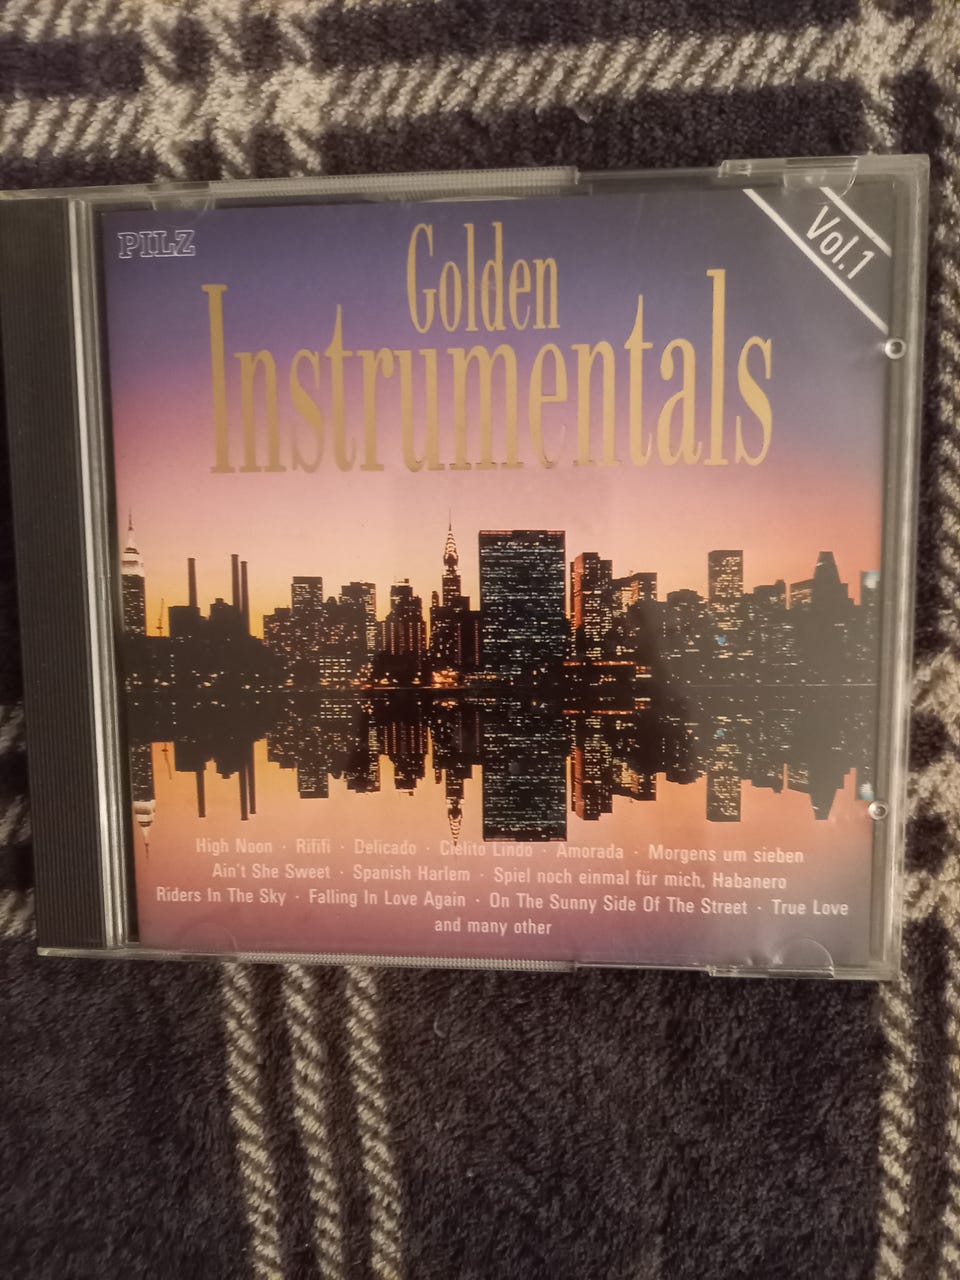 PILZ
Vol.1
Golden
Instrumentals
High Noon · Rififi · Delicado · Cielito Lindo · Amorada · Morgens um sieben
Ain't She Sweet · Spanish Harlem · Spiel noch einmal für mich, Habanero
Riders In The Sky · Falling In Love Again · On The Sunny Side Of The Street · True Love
and many other